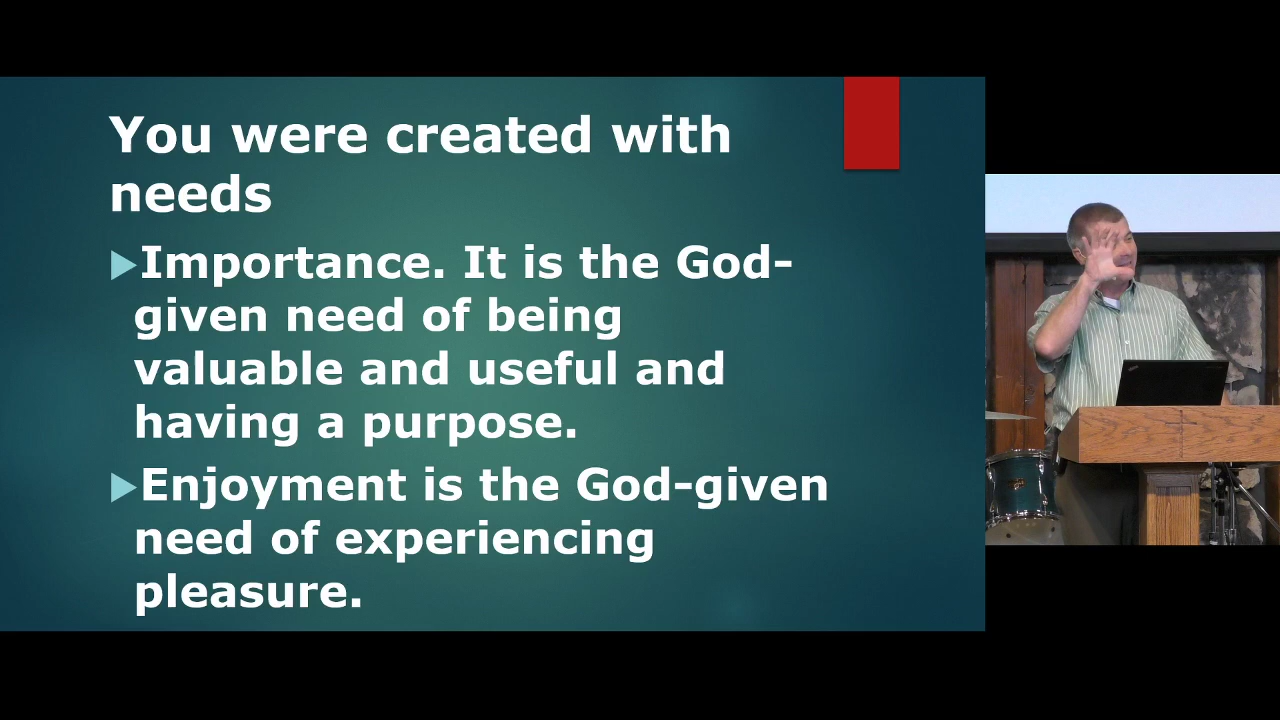 You were created with
needs
Importance. It is the God-
given need of being
valuable and useful and
having a purpose.
Enjoyment is the God-given
need of experiencing
pleasure.